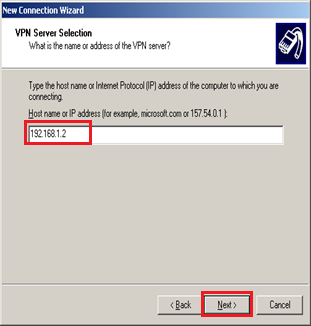 New Connection Wizard
VPN Server Selection
What is the name or address of the VPN server?
Type the host name or Internet Protocol (IP) address of the computer to which you are
connecting.
Host name or IP address (for example, microsoft.com or 157.54.0.1 ):
192.168.1.2
< Back
Next >
Cancel